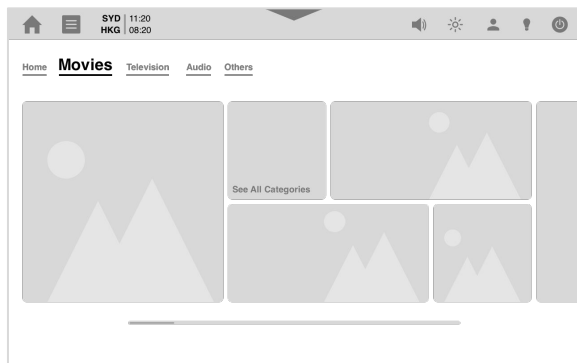 SYD 11:20
HKG 08:20
Home Movies Television Audio Others
See All Categories